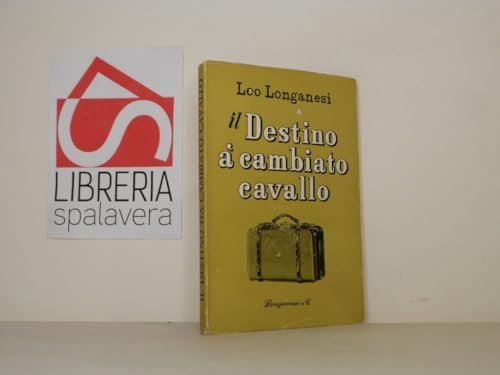 LIBRERIA
spalavera
Leo Longanesi
il Destino
à cambiato
cavallo
Longanesi & C.
IL DESTINO HA CAMBIATO CAVALLO